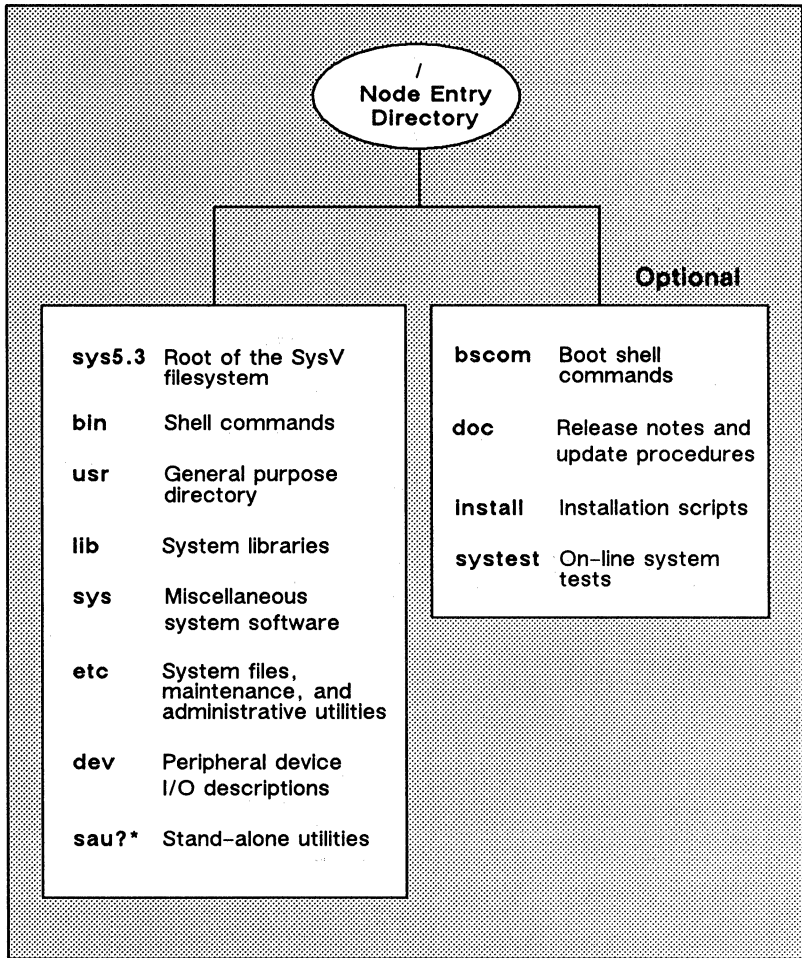 /
Node Entry
Directory
Optional
sys5.3 Root of the SysV
filesystem
bin Shell commands
usr General purpose
directory
lib System libraries
sys Miscellaneous
system software
etc System files,
maintenance, and
administrative utilities
dev Peripheral device
I/O descriptions
sau?* Stand-alone utilities
bscom Boot shell
commands
doc Release notes and
update procedures
install Installation scripts
systest On-line system
tests